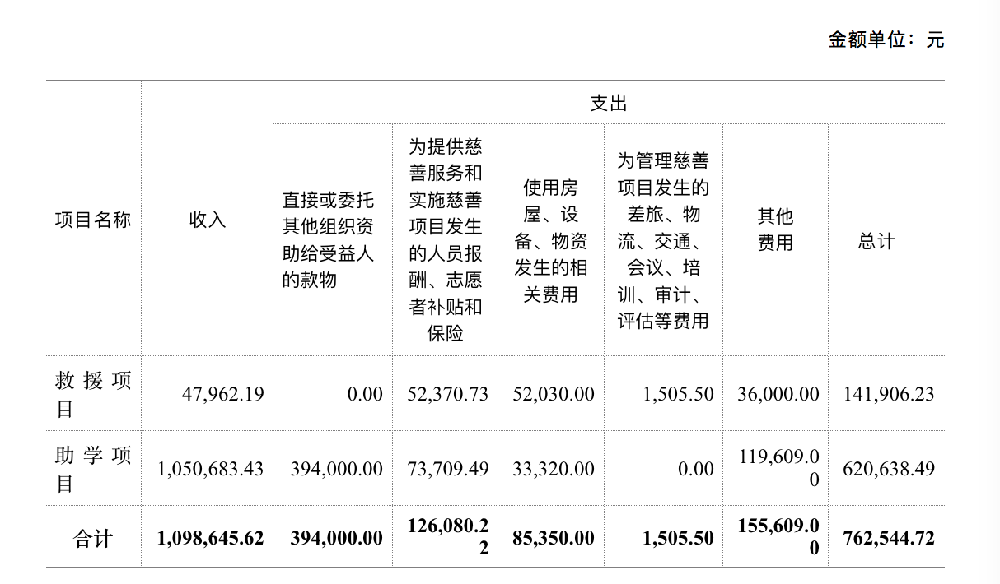 金额单位：元
支出
项目名称
收入
直接或委托
其他组织资
助给受益人
的款物
为提供慈
善服务和
实施慈善
项目发生
的人员报
酬、志愿
者补贴和
保险
使用房
屋、设
备、物资
发生的相
关费用
为管理慈善
项目发生的
差旅、物
流、交通、
会议、培
训、审计、
评估等费用
其他
费用
总计
救援项
目
47,962.19
0.00
52,370.73
52,030.00
1,505.50
36,000.00
141,906.23
助学项
目
1,050,683.43
394,000.00
73,709.49
33,320.00
0.00
119,609.0
0
620,638.49
合计
1,098,645.62
394,000.00
126,080.2
2
85,350.00
1,505.50
155,609.0
0
762,544.72